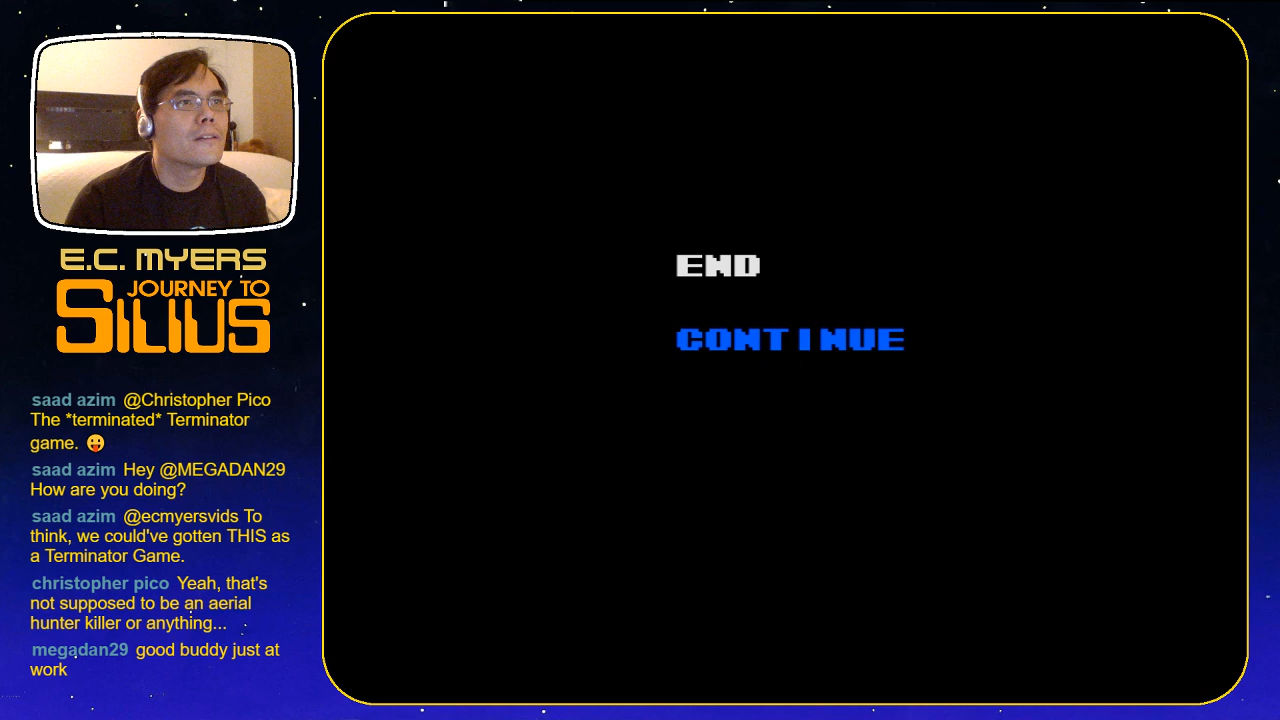 E.C. MYERS
JOURNEY TO
SILIUS
saad azim @Christopher Pico
The *terminated* Terminator
game. 😛
saad azim Hey @MEGADAN29
How are you doing?
saad azim @ecmyersvids To
think, we could've gotten THIS as
a Terminator Game.
christopher pico Yeah, that's
not supposed to be an aerial
hunter killer or anything...
megadan29 good buddy just at
work
END
CONTINUE